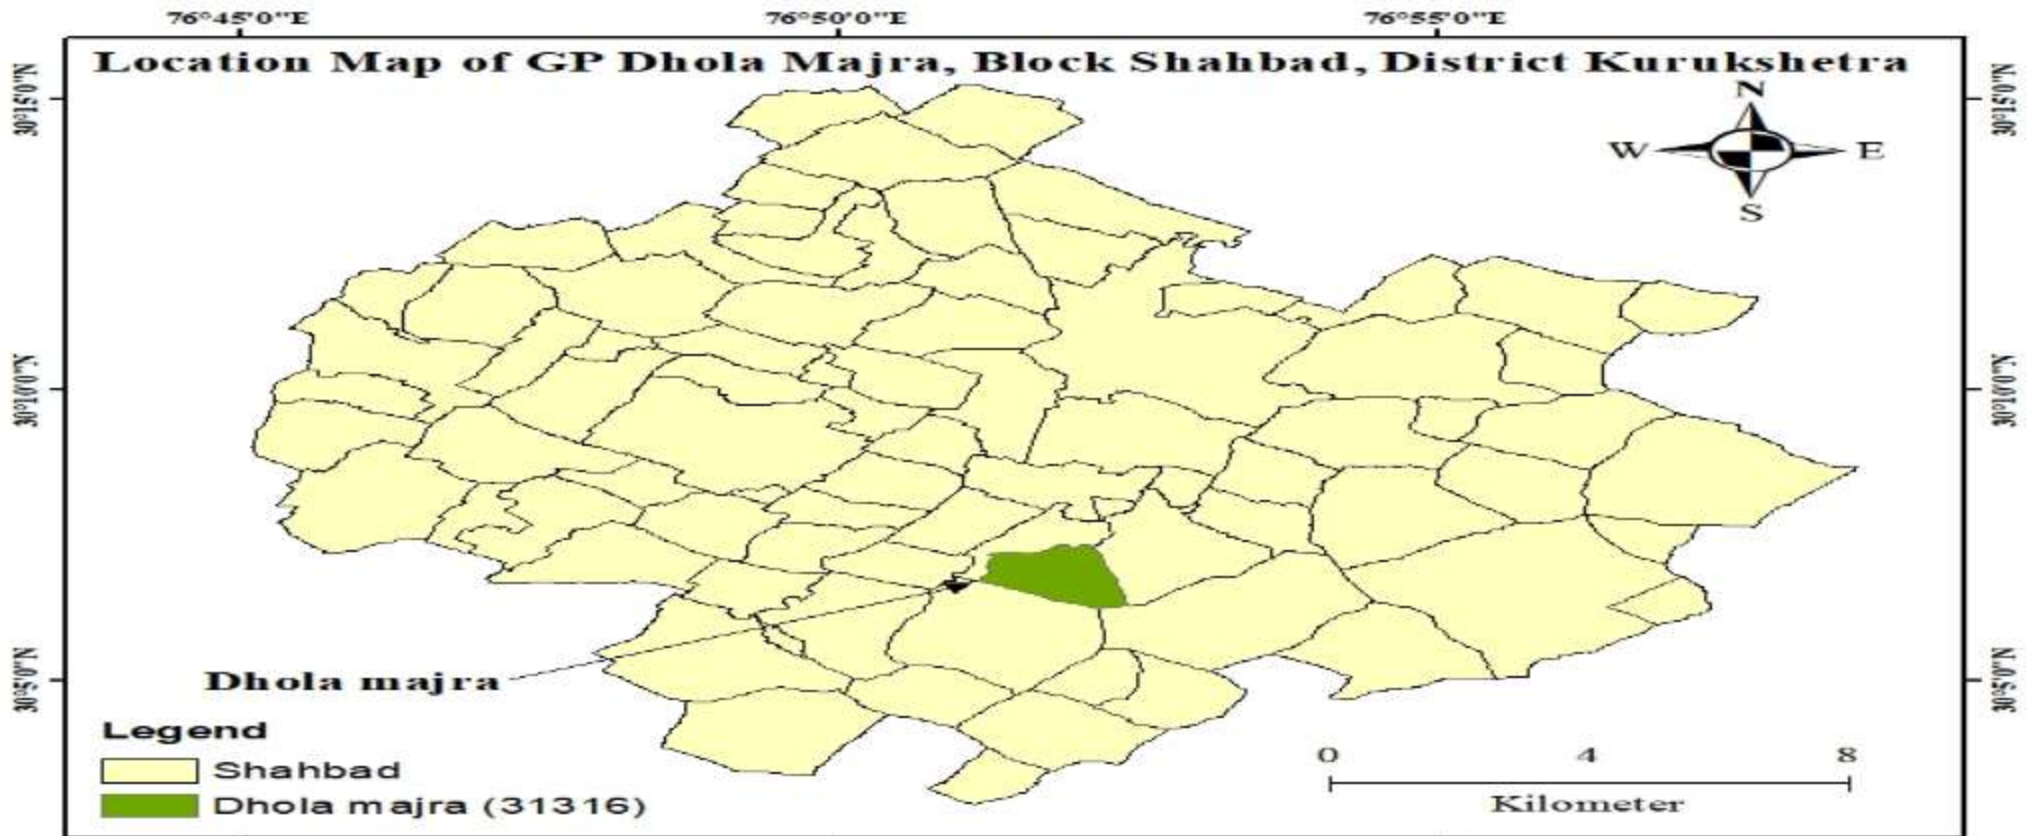 76°45'0"E 76°50'0"E 76°55'0"E
Location Map of GP Dhola Majra, Block Shahbad, District Kurukshetra
30°15'0"N
30°15'0"N
N
W E
S
30°10'0"N
30°10'0"N
30°5'0"N
30°5'0"N
Dhola majra
Legend
Shahbad
Dhola majra (31316)
0 4 8
Kilometer